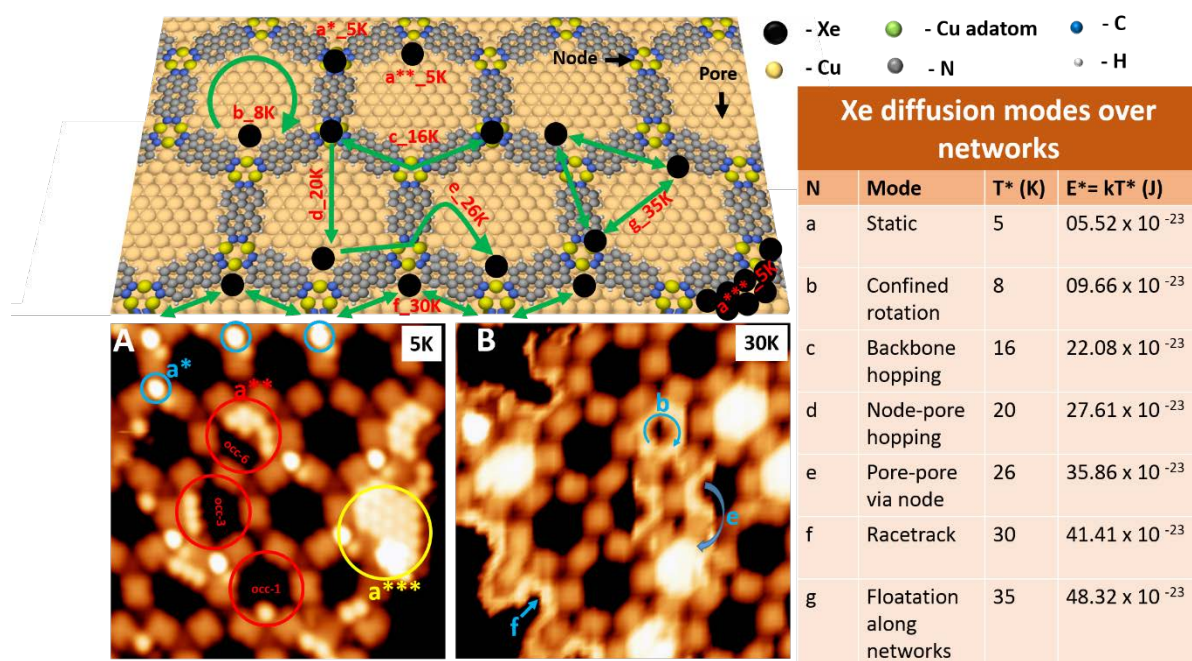 a*_5K
a**_5K
Node
Pore
b_8K
c_16K
d_20K
e_26K
g_35K
f_30K
a***_5K
- Xe
- Cu adatom
- C
- Cu
- N
- H
A
5K
a*
a**
occ-6
occ-3
occ-1
a***
B
30K
b
e
f
Xe diffusion modes over
networks
N Mode T* (K) E*= kT* (J)
a Static 5 05.52 x 10 -23
b Confined 8 09.66 x 10 -23
rotation
c Backbone 16 22.08 x 10 -23
hopping
d Node-pore 20 27.61 x 10 -23
hopping
e Pore-pore 26 35.86 x 10 -23
via node
f Racetrack 30 41.41 x 10 -23
g Floatation 35 48.32 x 10 -23
along
networks